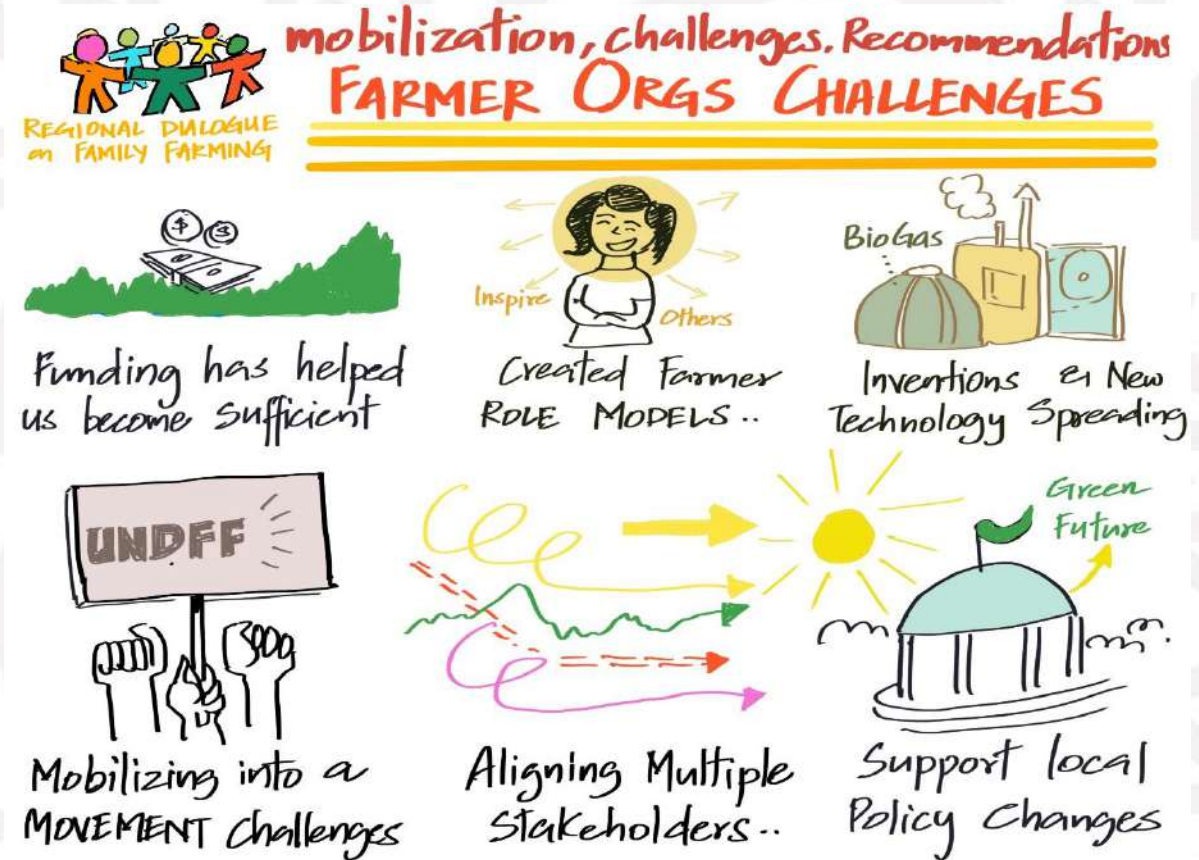 mobilization, challenges. Recommendations
FARMER ORGS CHALLENGES
REGIONAL DIALOGUE
on FAMILY FARMING
$
$
Funding has helped
us become Sufficient
Inspire
Others
Created Farmer
ROLE MODELS..
BioGas
Inventions & New
Technology Spreading
UNDFF
Mobilizing into a
MOVEMENT Challenges
Aligning Multiple
Stakeholders..
Green
Future
Support local
Policy Changes